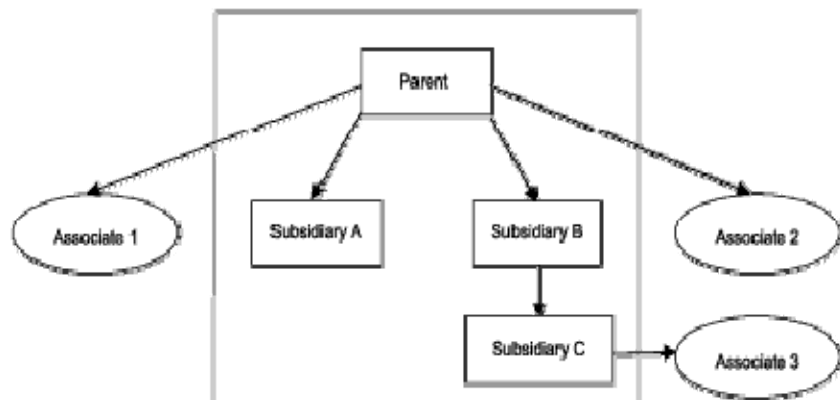 Parent
Associate 1
Subsidiary A
Subsidiary B
Associate 2
Subsidiary C
Associate 3